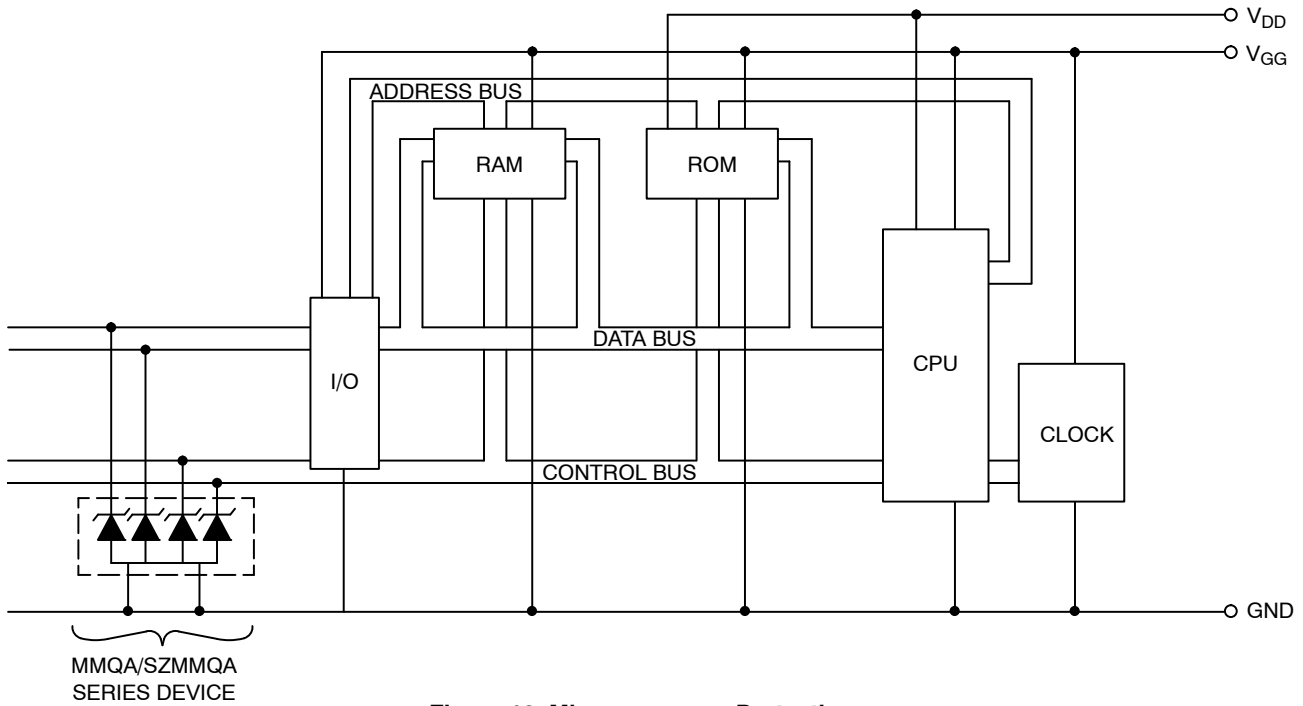 V_DD
V_GG
ADDRESS BUS
RAM
ROM
DATA BUS
CPU
I/O
CLOCK
CONTROL BUS
GND
MMQA/SZMMQA
SERIES DEVICE